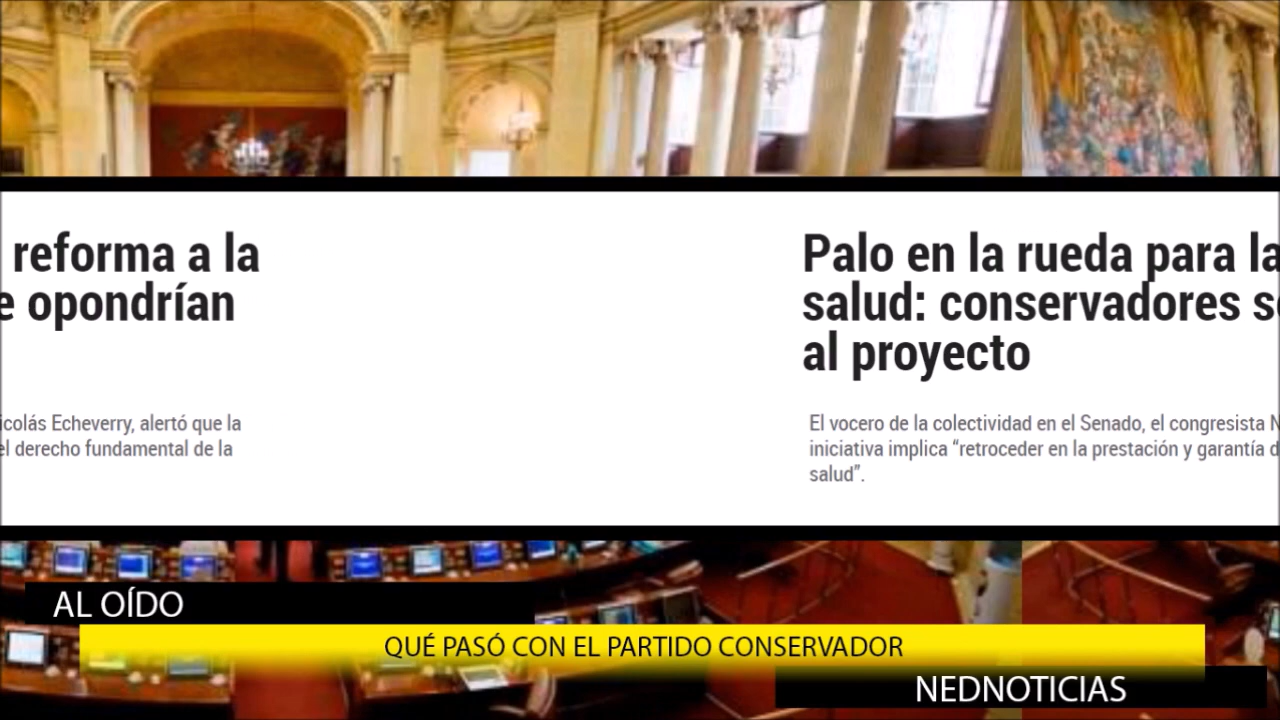 reforma a la
opondrían
icolás Echeverry, alertó que la
el derecho fundamental de la
Palo en la rueda para la
salud: conservadores s
al proyecto
El vocero de la colectividad en el Senado, el congresista N
iniciativa implica “retroceder en la prestación y garantía d
salud”.
AL OÍDO
QUÉ PASÓ CON EL PARTIDO CONSERVADOR
NEDNOTICIAS